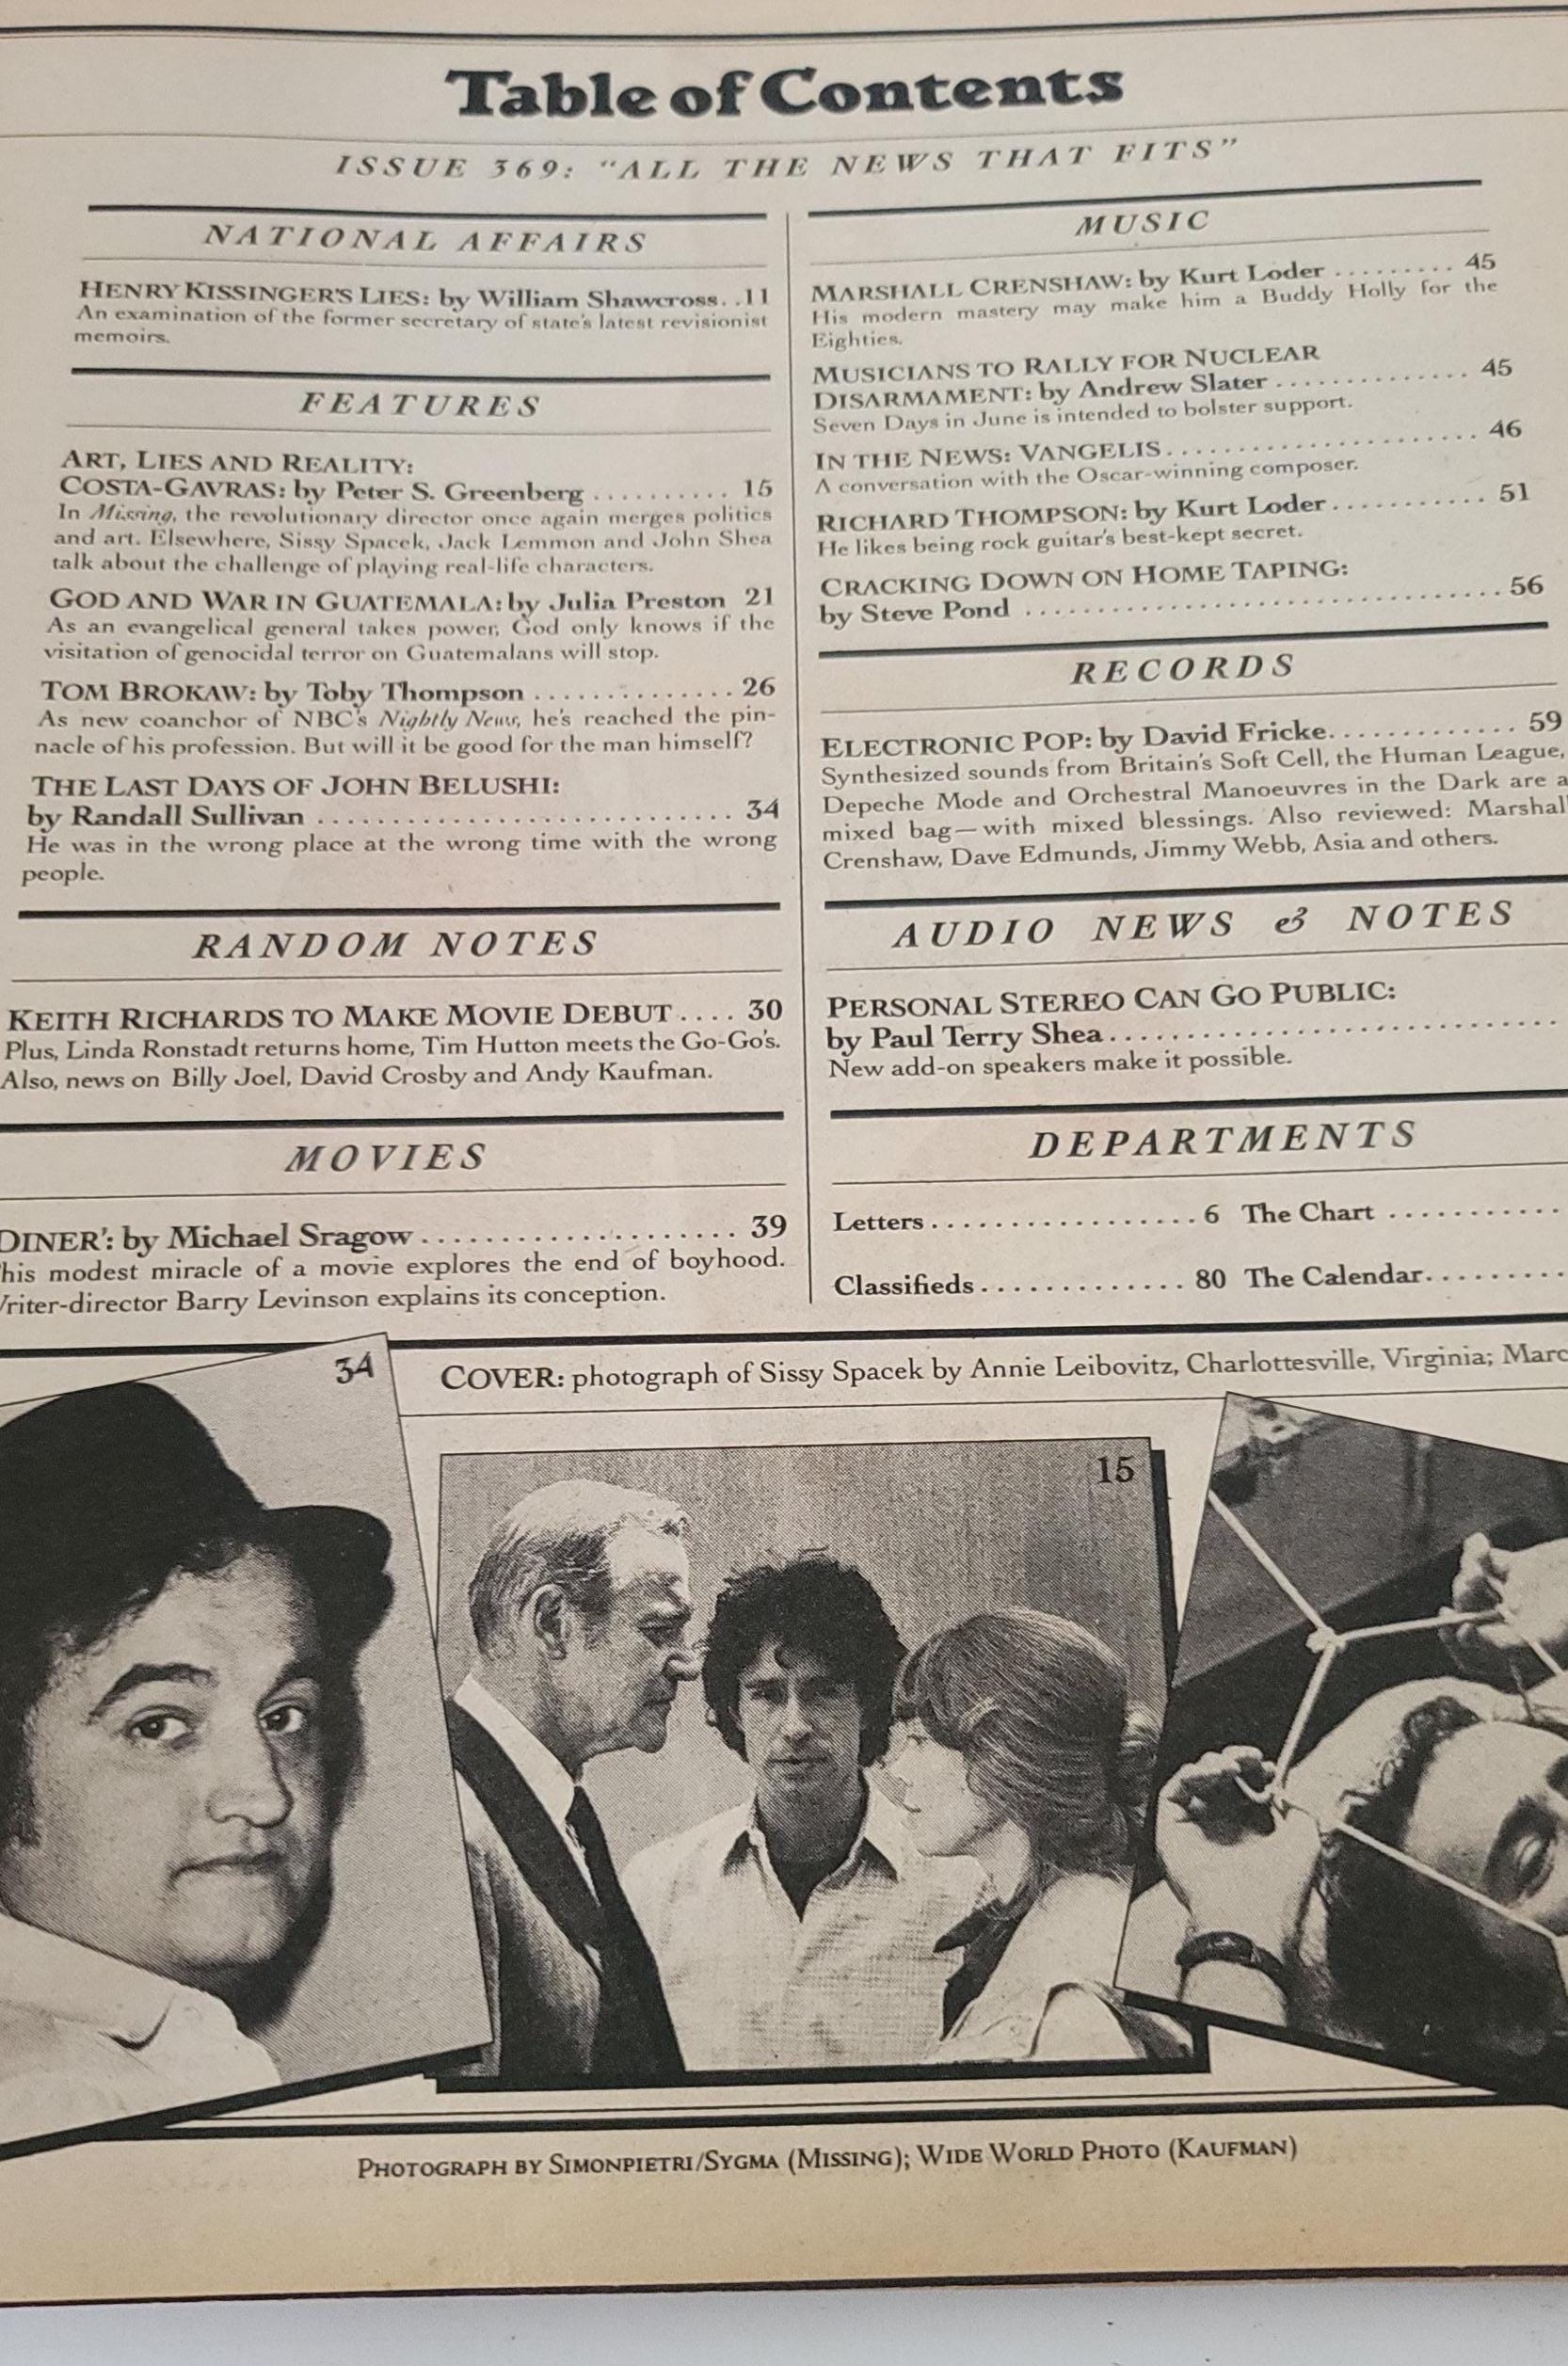 Table of Contents
ISSUE 369: “ALL THE NEWS THAT FITS”
NATIONAL AFFAIRS
HENRY KISSINGER'S LIES: by William Shawcross. . 11
An examination of the former secretary of state's latest revisionist
memoirs.
FEATURES
ART, LIES AND REALITY:
COSTA-GAVRAS: by Peter S. Greenberg .......... 15
In Missing, the revolutionary director once again merges politics
and art. Elsewhere, Sissy Spacek, Jack Lemmon and John Shea
talk about the challenge of playing real-life characters.
GOD AND WAR IN GUATEMALA: by Julia Preston 21
As an evangelical general takes power, God only knows if the
visitation of genocidal terror on Guatemalans will stop.
TOM BROKAW: by Toby Thompson .............. 26
As new coanchor of NBC's Nightly News, he's reached the pin-
nacle of his profession. But will it be good for the man himself?
THE LAST DAYS OF JOHN BELUSHI:
by Randall Sullivan ............................ 34
He was in the wrong place at the wrong time with the wrong
people.
RANDOM NOTES
KEITH RICHARDS TO MAKE MOVIE DEBUT .... 30
Plus, Linda Ronstadt returns home, Tim Hutton meets the Go-Go's.
Also, news on Billy Joel, David Crosby and Andy Kaufman.
MOVIES
DINER': by Michael Sragow ..................... 39
his modest miracle of a movie explores the end of boyhood.
riter-director Barry Levinson explains its conception.
MUSIC
MARSHALL CRENSHAW: by Kurt Loder ......... 45
His modern mastery may make him a Buddy Holly for the
Eighties.
MUSICIANS TO RALLY FOR NUCLEAR
DISARMAMENT: by Andrew Slater .............. 45
Seven Days in June is intended to bolster support.
IN THE NEWS: VANGELIS....................... 46
A conversation with the Oscar-winning composer.
RICHARD THOMPSON: by Kurt Loder........... 51
He likes being rock guitar's best-kept secret.
CRACKING DOWN ON HOME TAPING:
by Steve Pond .................................. 56
RECORDS
ELECTRONIC POP: by David Fricke............. 59
Synthesized sounds from Britain's Soft Cell, the Human League,
Depeche Mode and Orchestral Manoeuvres in the Dark are a
mixed bag—with mixed blessings. Also reviewed: Marshal
Crenshaw, Dave Edmunds, Jimmy Webb, Asia and others.
AUDIO NEWS & NOTES
PERSONAL STEREO CAN GO PUBLIC:
by Paul Terry Shea..............................
New add-on speakers make it possible.
DEPARTMENTS
Letters .................. 6 The Chart ...........
Classifieds .............. 80 The Calendar.........
COVER: photograph of Sissy Spacek by Annie Leibovitz, Charlottesville, Virginia; Marc
34
15
PHOTOGRAPH BY SIMONPIETRI/SYGMA (MISSING); WIDE WORLD PHOTO (KAUFMAN)